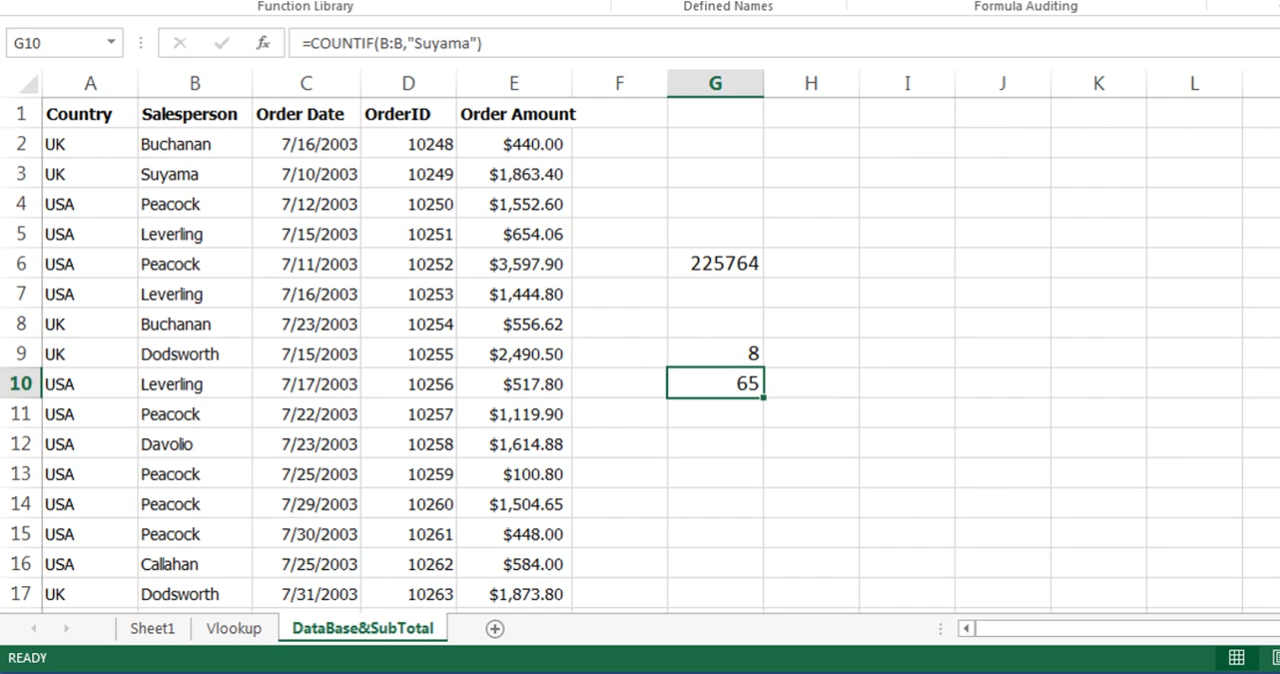 Function Library Defined Names Formula Auditing
G10 fx =COUNTIF(B:B,"Suyama")
A B C D E F G H I J K L
1 Country Salesperson Order Date OrderID Order Amount
2 UK Buchanan 7/16/2003 10248 $440.00
3 UK Suyama 7/10/2003 10249 $1,863.40
4 USA Peacock 7/12/2003 10250 $1,552.60
5 USA Leverling 7/15/2003 10251 $654.06
6 USA Peacock 7/11/2003 10252 $3,597.90 225764
7 USA Leverling 7/16/2003 10253 $1,444.80
8 UK Buchanan 7/23/2003 10254 $556.62
9 UK Dodsworth 7/15/2003 10255 $2,490.50 8
10 USA Leverling 7/17/2003 10256 $517.80 65
11 USA Peacock 7/22/2003 10257 $1,119.90
12 USA Davolio 7/23/2003 10258 $1,614.88
13 USA Peacock 7/25/2003 10259 $100.80
14 USA Peacock 7/29/2003 10260 $1,504.65
15 USA Peacock 7/30/2003 10261 $448.00
16 USA Callahan 7/25/2003 10262 $584.00
17 UK Dodsworth 7/31/2003 10263 $1,873.80
Sheet1 Vlookup DataBase&SubTotal
READY